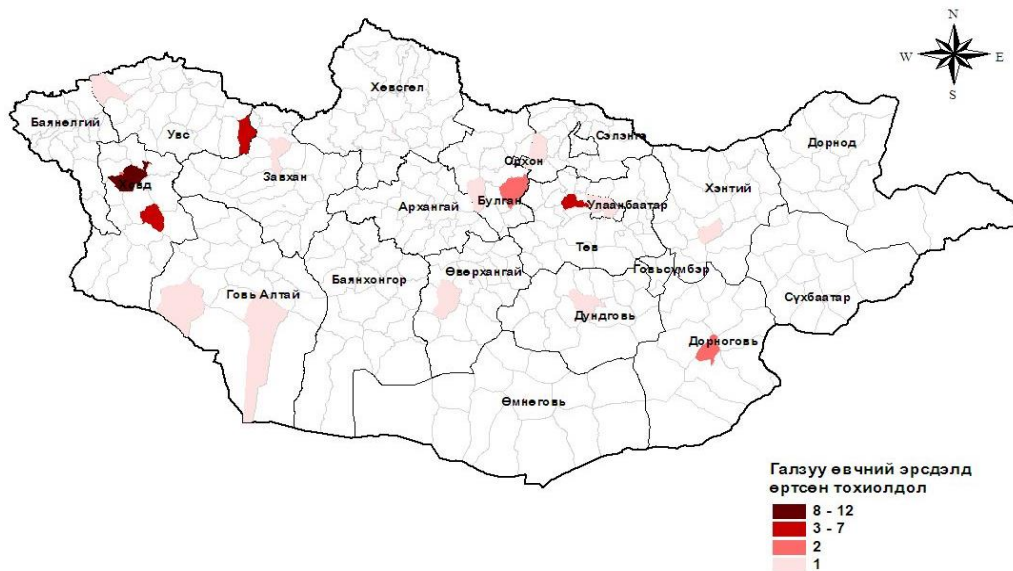 N
W E
S
Хөвсгөл
Баянөлгий
Увс
Сэлэнгэ
Дорнод
Орхон
Ховд
Завхан
Хэнтий
Архангай
Булган
Улаанбаатар
Төв
Өвөрхангай
Говьсүмбэр
Баянхонгор
Говь Алтай
Сүхбаатар
Дундговь
Дорноговь
Өмнөговь
Галзуу өвчний эрсдэлд
өртсөн тохиолдол
8 - 12
3 - 7
2
1